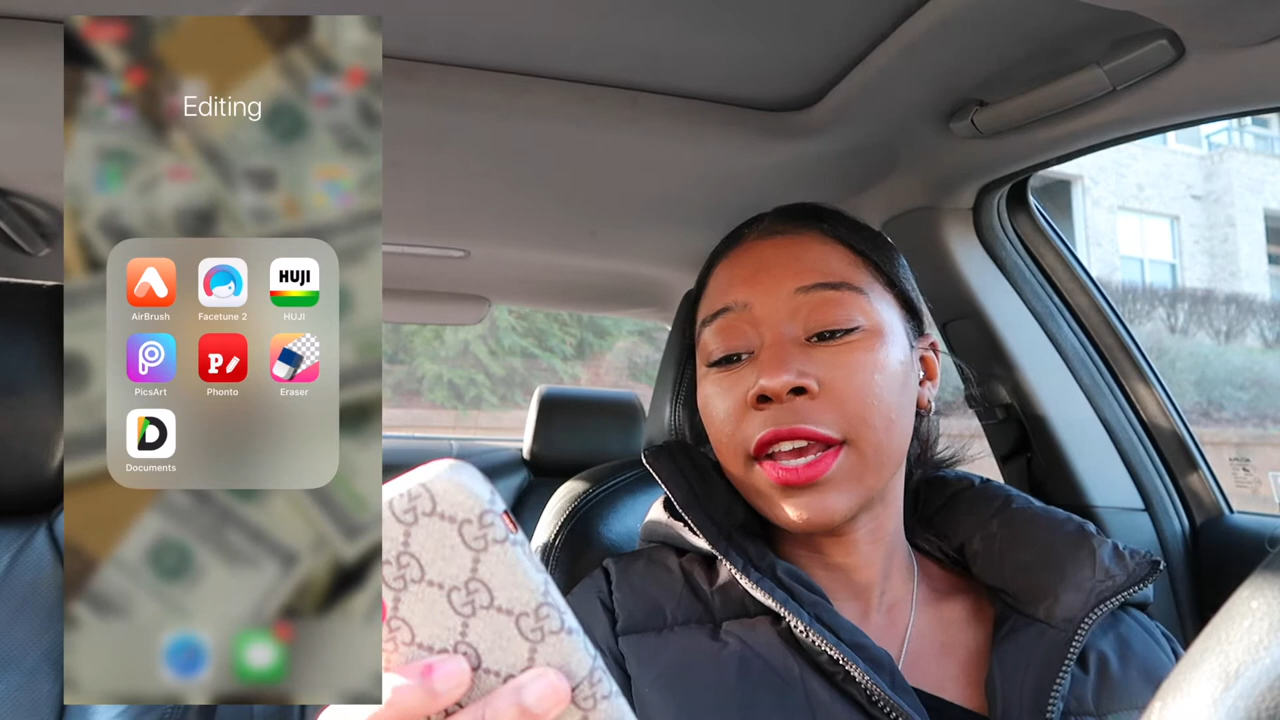 Editing
AirBrush
Facetune 2
HUJI
HUJI
PicsArt
Phonto
Eraser
Documents